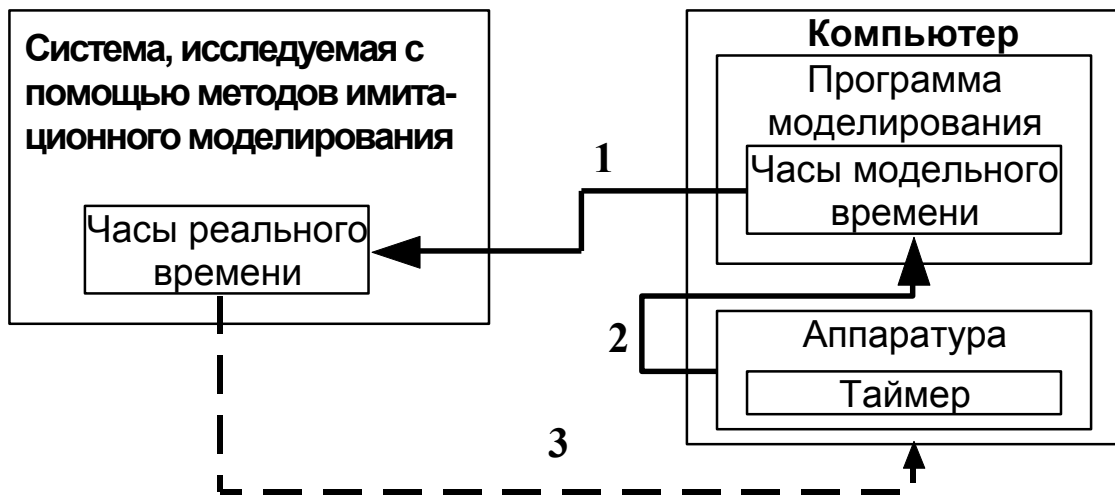 Система, исследуемая с
помощью методов имита-
ционного моделирования
Часы реального
времени
1
2
3
Компьютер
Программа
моделирования
Часы модельного
времени
Аппаратура
Таймер